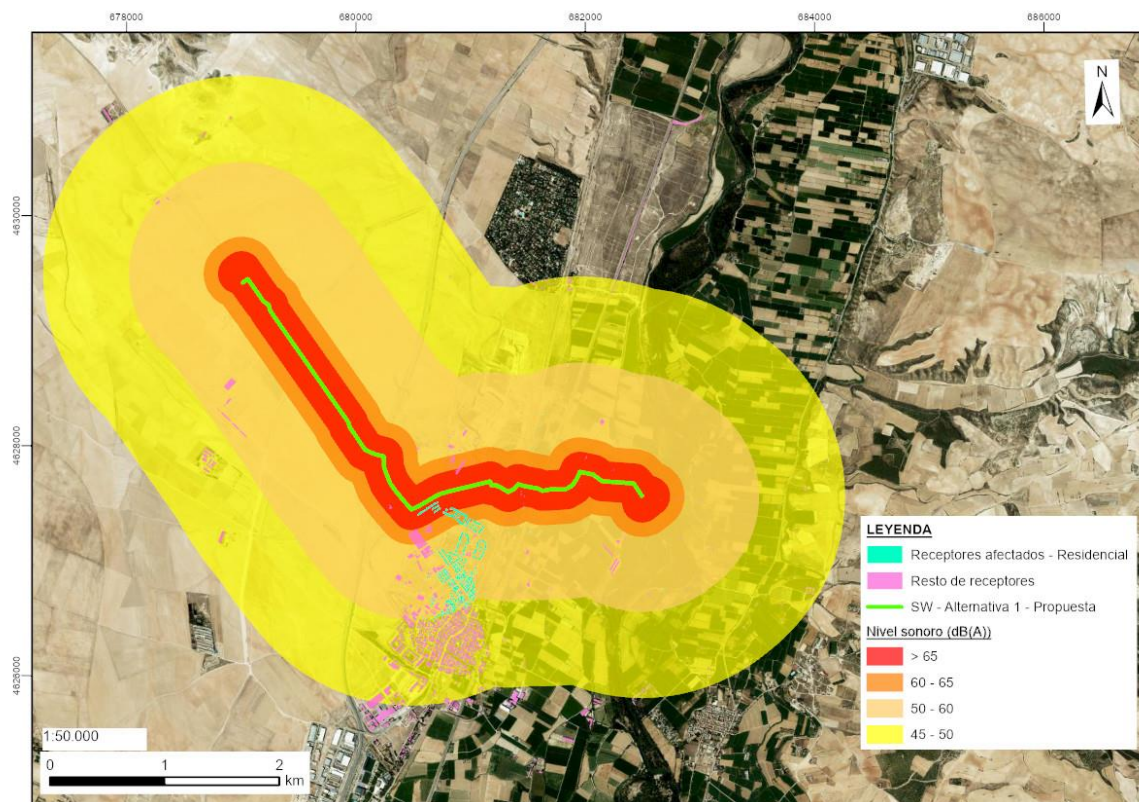 678000
680000
682000
684000
686000
N
4630000
4628000
4626000
LEYENDA
Receptores afectados - Residencial
Resto de receptores
SW - Alternativa 1 - Propuesta
Nivel sonoro (dB(A))
> 65
60 - 65
50 - 60
45 - 50
1:50.000
0 1 2
km